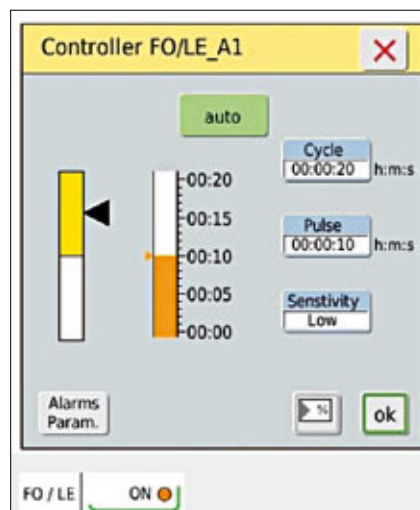 Controller FO/LE_A1
auto
Cycle
00:00:20 h:m:s
Pulse
00:00:10 h:m:s
Senstivity
Low
00:20
00:15
00:10
00:05
00:00
Alarms
Param.
%
ok
FO / LE ON